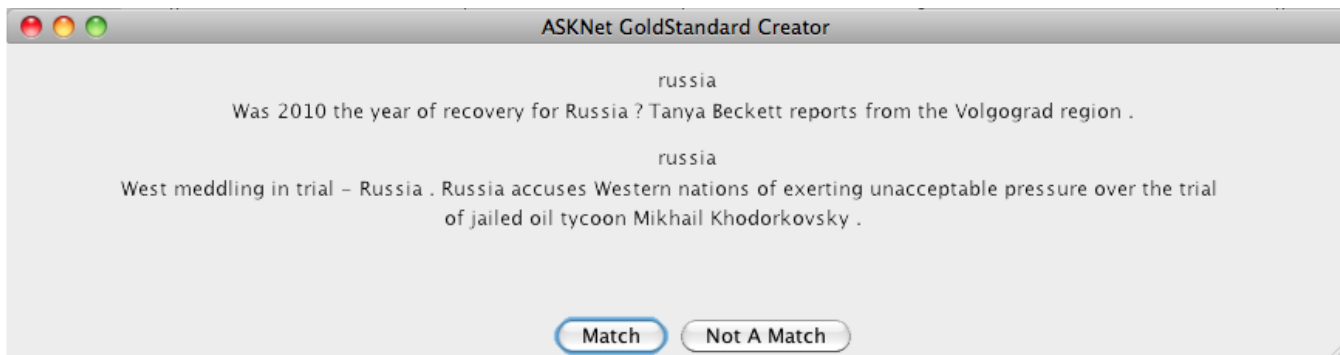 ASKNet GoldStandard Creator
russia
Was 2010 the year of recovery for Russia ? Tanya Beckett reports from the Volgograd region .
russia
West meddling in trial – Russia . Russia accuses Western nations of exerting unacceptable pressure over the trial
of jailed oil tycoon Mikhail Khodorkovsky .
Match Not A Match